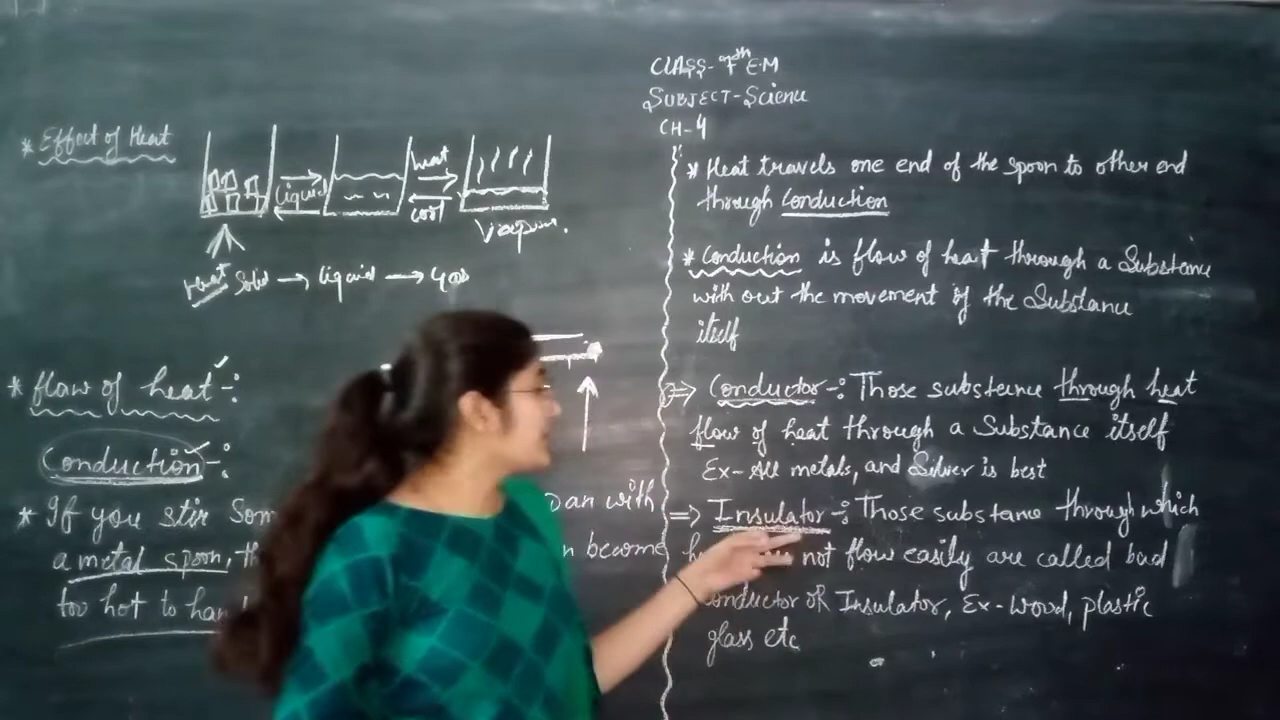 CLASS- 7th E.M
SUBJECT-Science
CH-4
* Effect of Heat
liquid
heat
cool
Vapour.
heat Solid → liquid → Gas
* flow of heat -:
Conduction -:
* If you stir Som pan with
a metal spoon, th n become
too hot to han
* Heat travels one end of the spoon to other end
through Conduction
* Conduction is flow of heat through a Substance
with out the movement of the Substance
itself
=> Conductor -: Those substance through heat
flow of heat through a Substance itself
Ex- All metals, and Silver is best
=> Insulator -: Those substance through which
not flow easily are called bad
conductor OR Insulator, Ex- Wood, plastic
glass etc